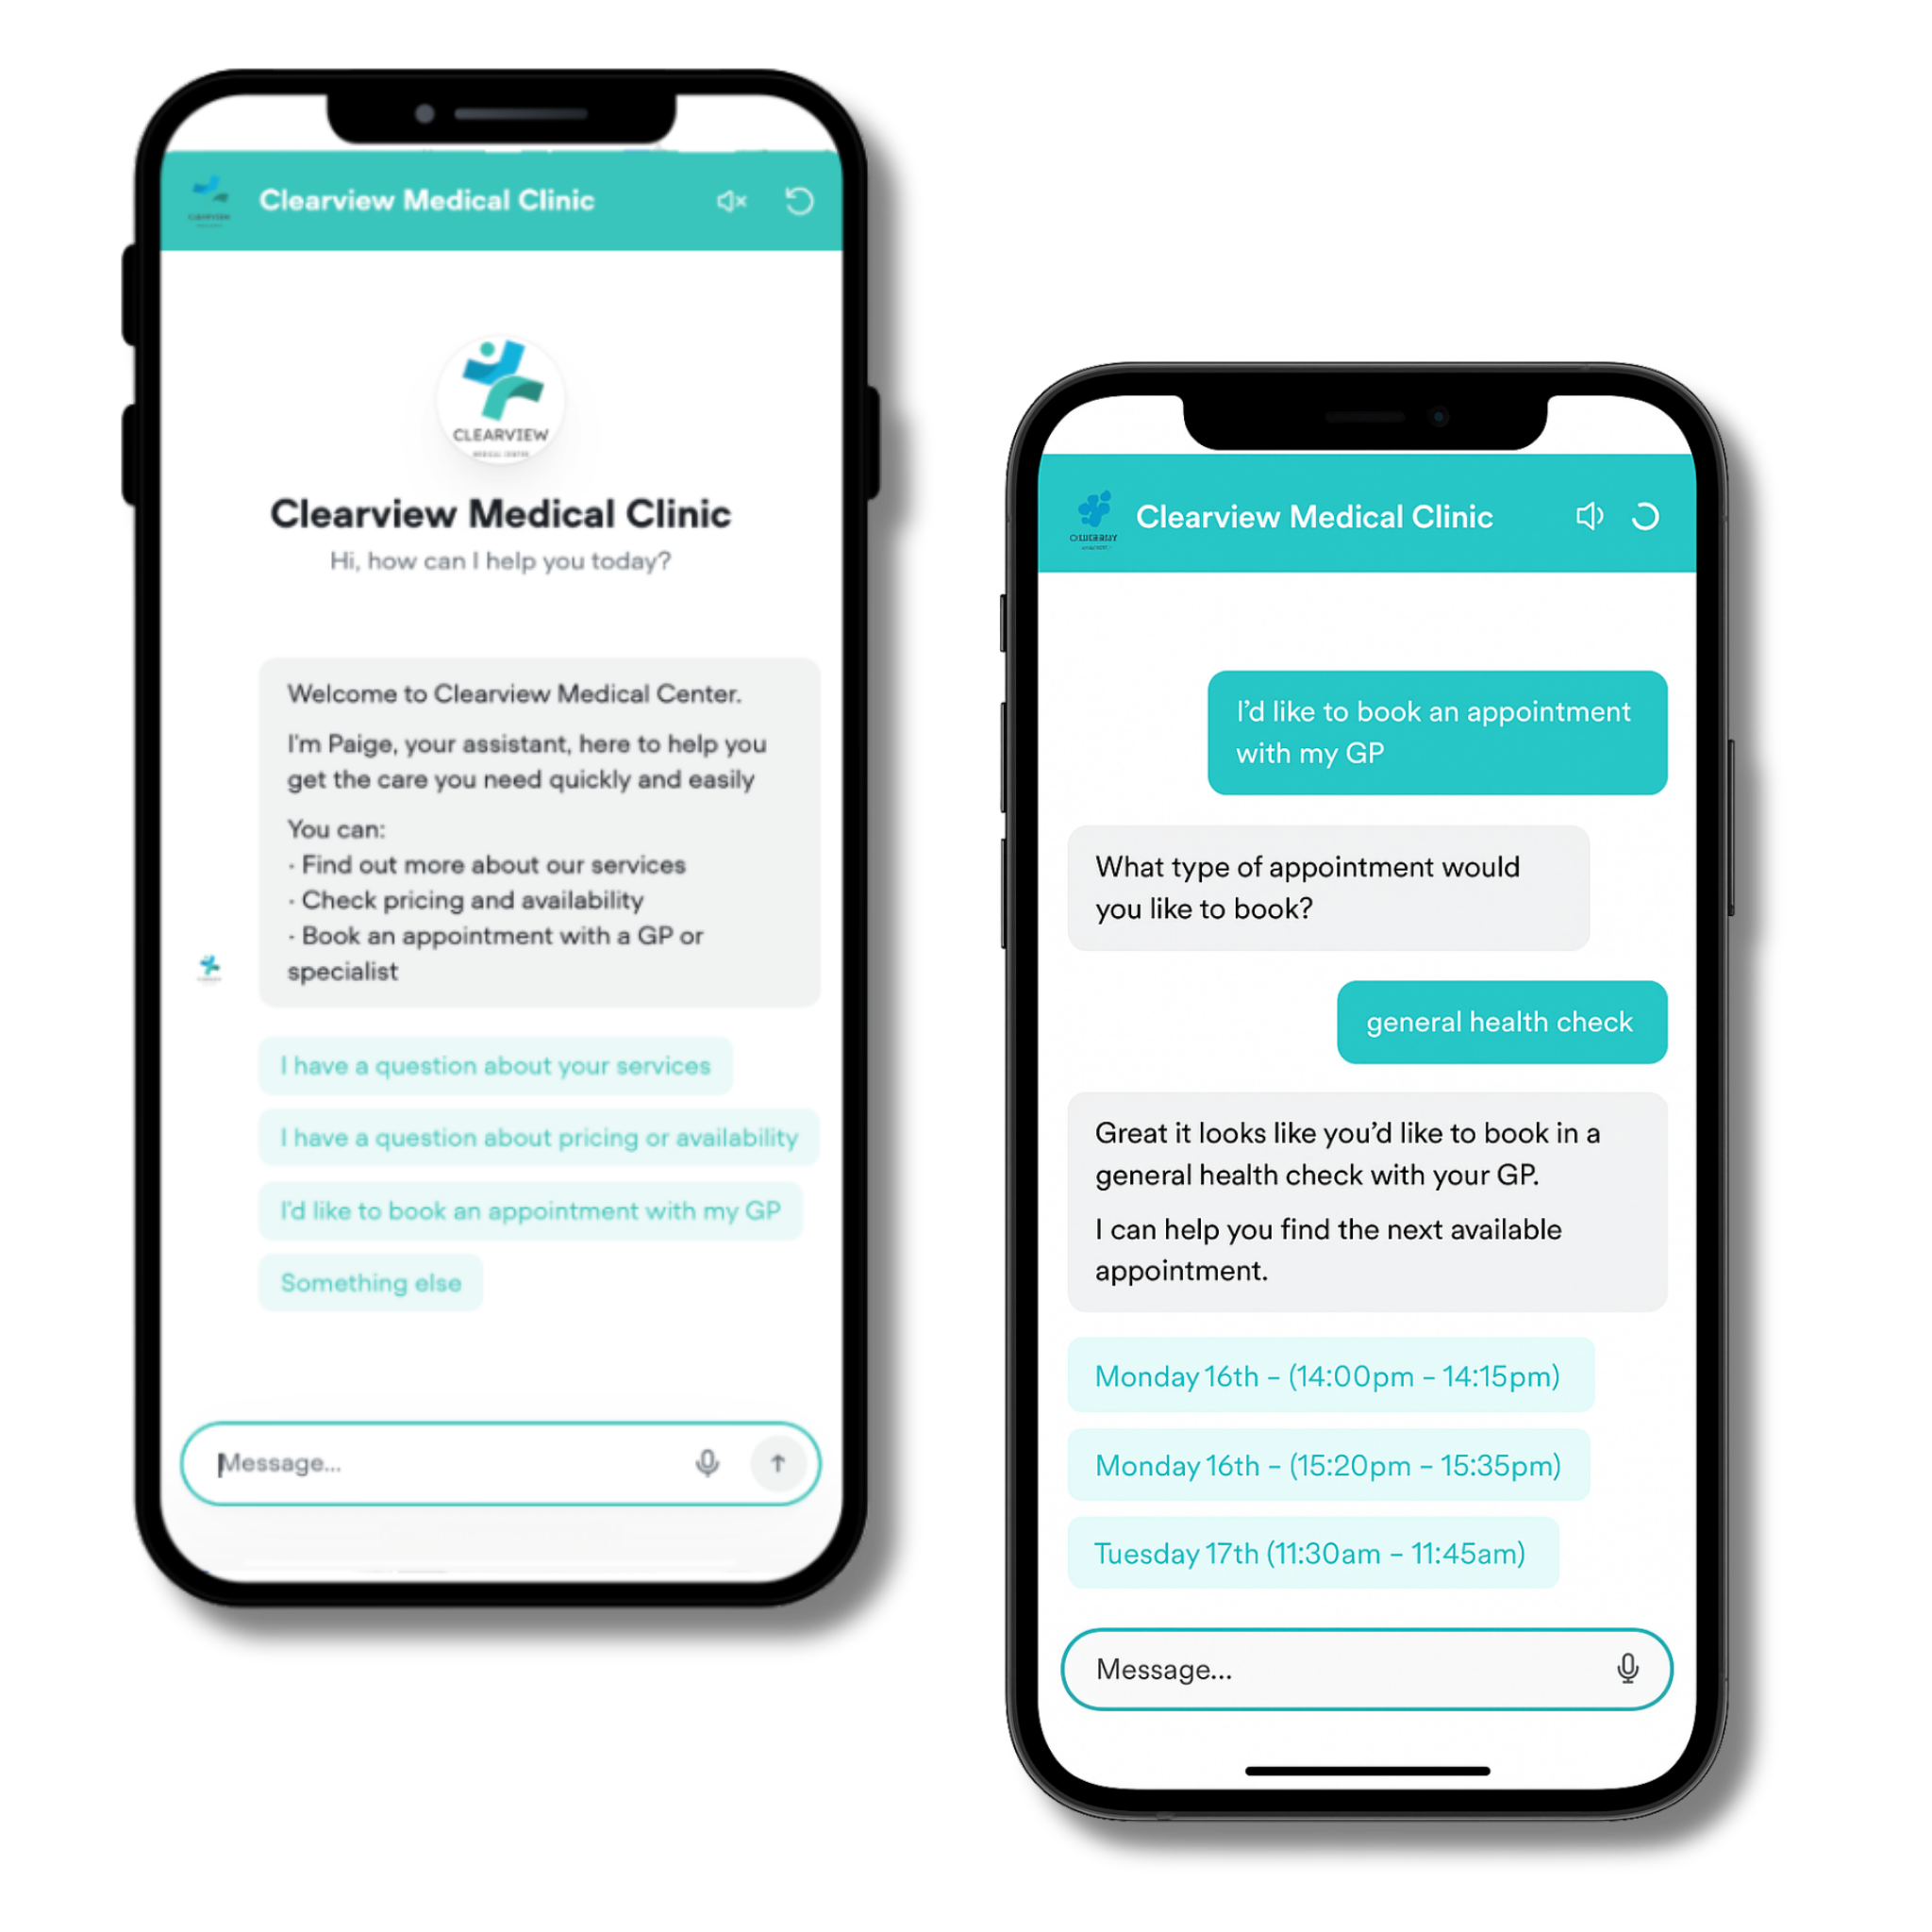 Clearview Medical Clinic
CLEARVIEW
MEDICAL CENTER
Clearview Medical Clinic
Hi, how can I help you today?
Welcome to Clearview Medical Center.
I'm Paige, your assistant, here to help you
get the care you need quickly and easily
You can:
· Find out more about our services
· Check pricing and availability
· Book an appointment with a GP or
specialist
I have a question about your services
I have a question about pricing or availability
I'd like to book an appointment with my GP
Something else
Message...
Clearview Medical Clinic
I’d like to book an appointment
with my GP
What type of appointment would
you like to book?
general health check
Great it looks like you’d like to book in a
general health check with your GP.
I can help you find the next available
appointment.
Monday 16th – (14:00pm – 14:15pm)
Monday 16th – (15:20pm – 15:35pm)
Tuesday 17th (11:30am – 11:45am)
Message...